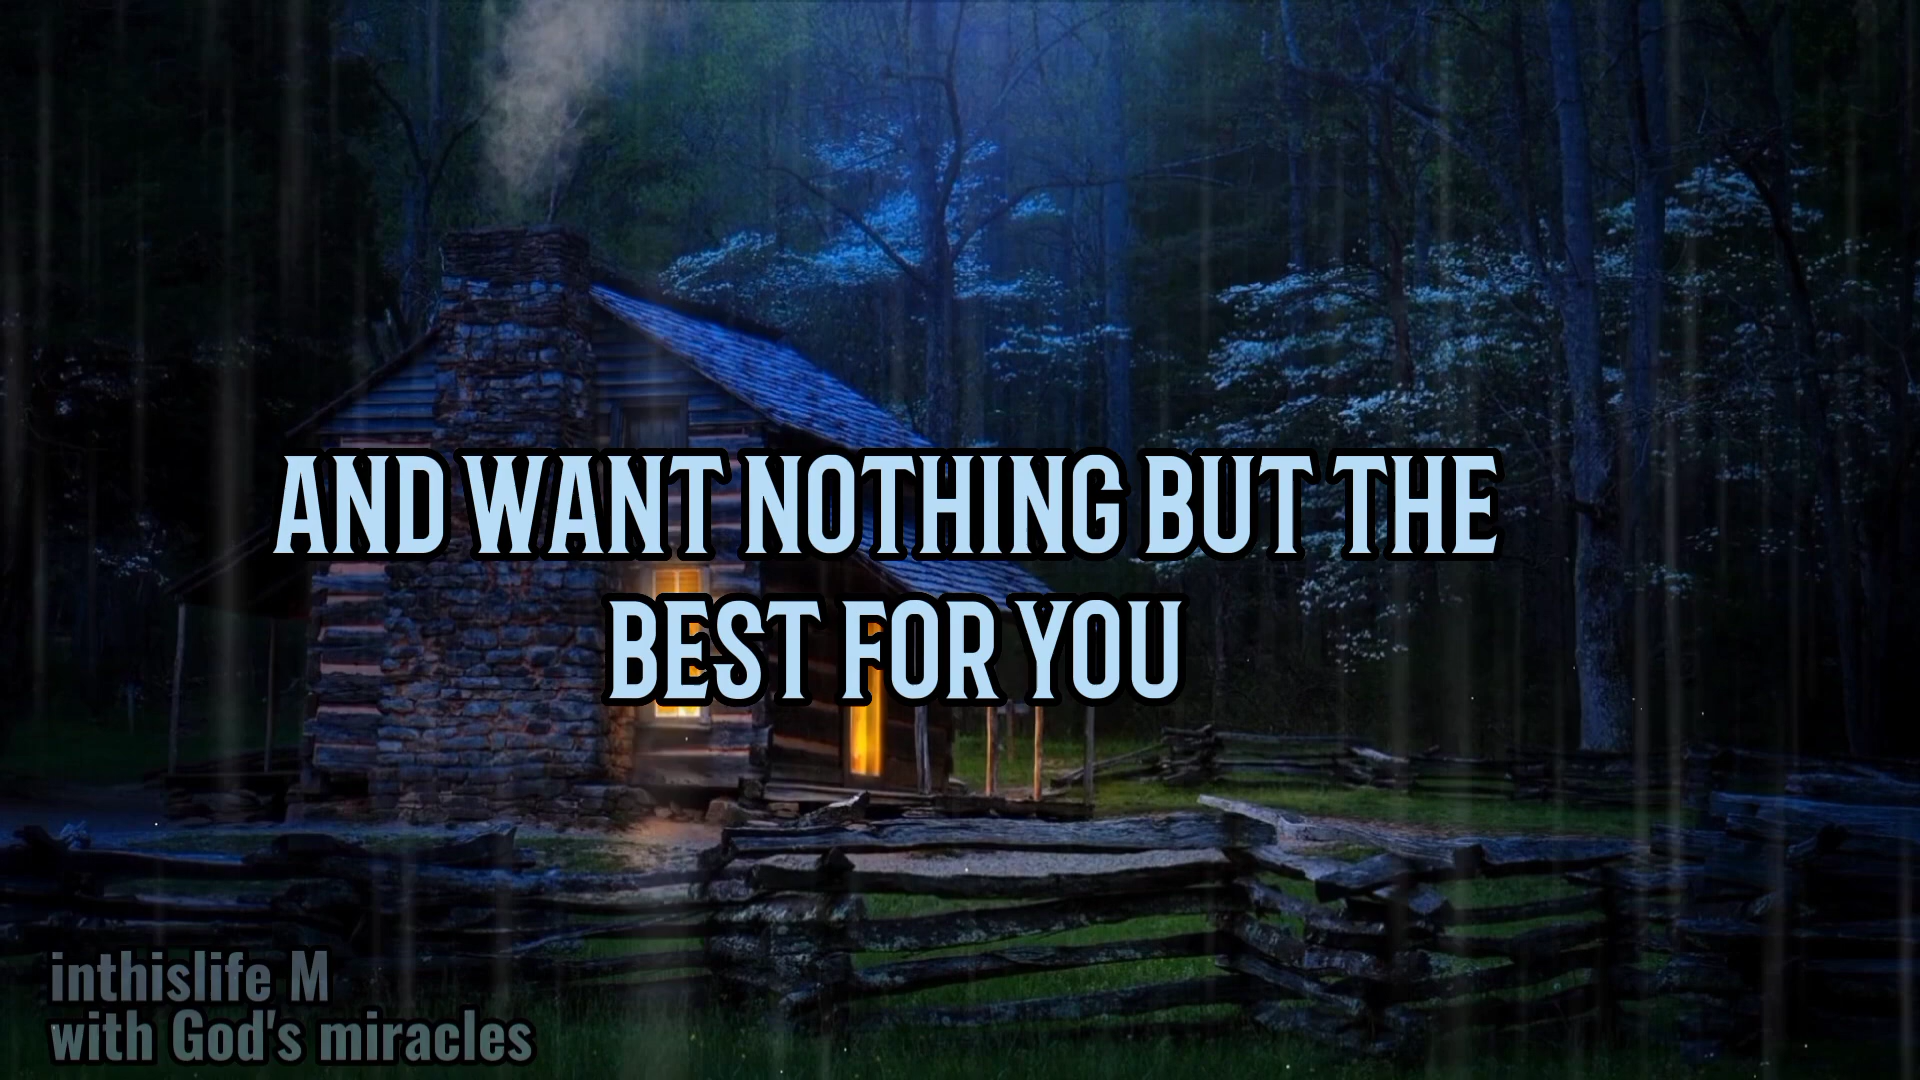 AND WANT NOTHING BUT THE
BEST FOR YOU
inthislife M
with God's miracles